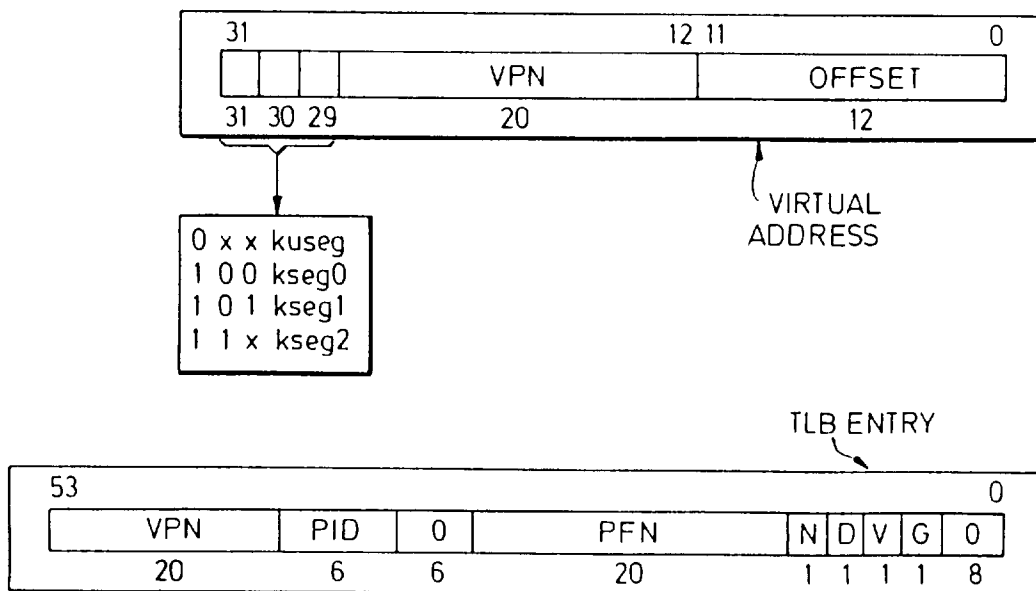 31 12 11 0
VPN OFFSET
31 30 29 20 12
VIRTUAL
ADDRESS
0 x x kuseg
1 0 0 kseg0
1 0 1 kseg1
1 1 x kseg2
TLB ENTRY
53 0
VPN PID 0 PFN N D V G 0
20 6 6 20 1 1 1 1 8